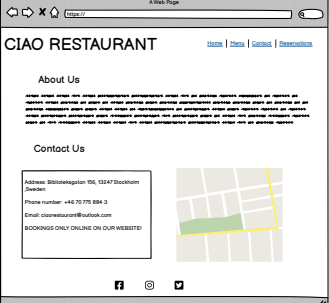 A Web Page
https://
CIAO RESTAURANT
Home | Menu | Contact | Reservations
About Us
Contact Us
Address: Biblioteksgatan 156, 13247 Stockholm
,Sweden
Phone number: +46 70 775 884 3
Email: ciaorestaurant@outlook.com
BOOKINGS ONLY ONLINE ON OUR WEBSITE!